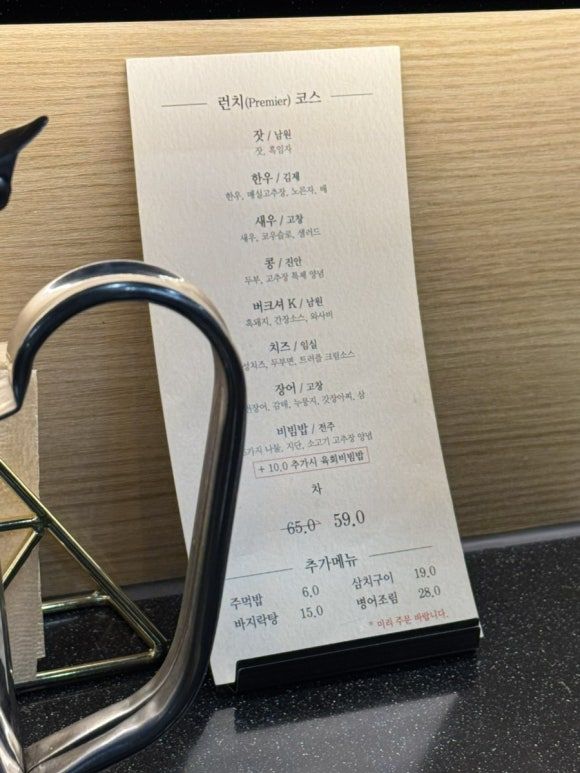 런치(Premier) 코스
잣 / 남원
잣, 흑임자
한우 / 김제
한우, 매실고추장, 노른자, 배
새우 / 고창
새우, 코우슬로, 샐러드
콩 / 진안
두부, 고추장 특제 양념
버크셔 K / 남원
흑돼지, 간장소스, 와사비
치즈 / 임실
두부면, 트러플 크림소스
장어 / 고창
감태, 누룽지, 갓장아찌, 삼
비빔밥 / 전주
나물, 지단, 소고기 고추장 양념
+ 10.0 추가시 육회비빔밥
차
65.0 59.0
추가메뉴
주먹밥 6.0 삼치구이 19.0
바지락탕 15.0 병어조림 28.0
* 미리 주문 바랍니다.